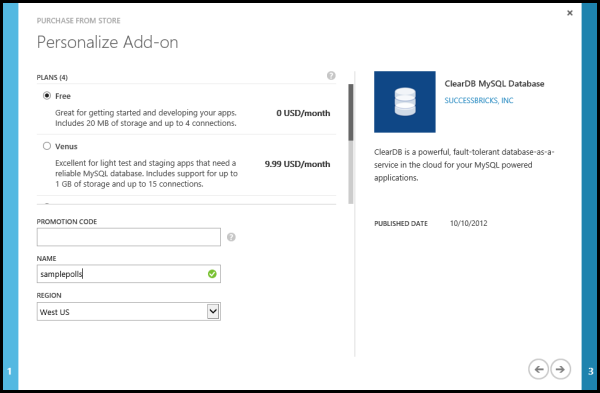 PURCHASE FROM STORE
Personalize Add-on
PLANS (4)
?
Free
Great for getting started and developing your apps.
Includes 20 MB of storage and up to 4 connections.
0 USD/month
Venus
Excellent for light test and staging apps that need a
reliable MySQL database. Includes support for up to
1 GB of storage and up to 15 connections.
9.99 USD/month
PROMOTION CODE
?
NAME
samplepolls
REGION
West US
ClearDB MySQL Database
SUCCESSBRICKS, INC
ClearDB is a powerful, fault-tolerant database-as-a-
service in the cloud for your MySQL powered
applications.
PUBLISHED DATE 10/10/2012
1
3